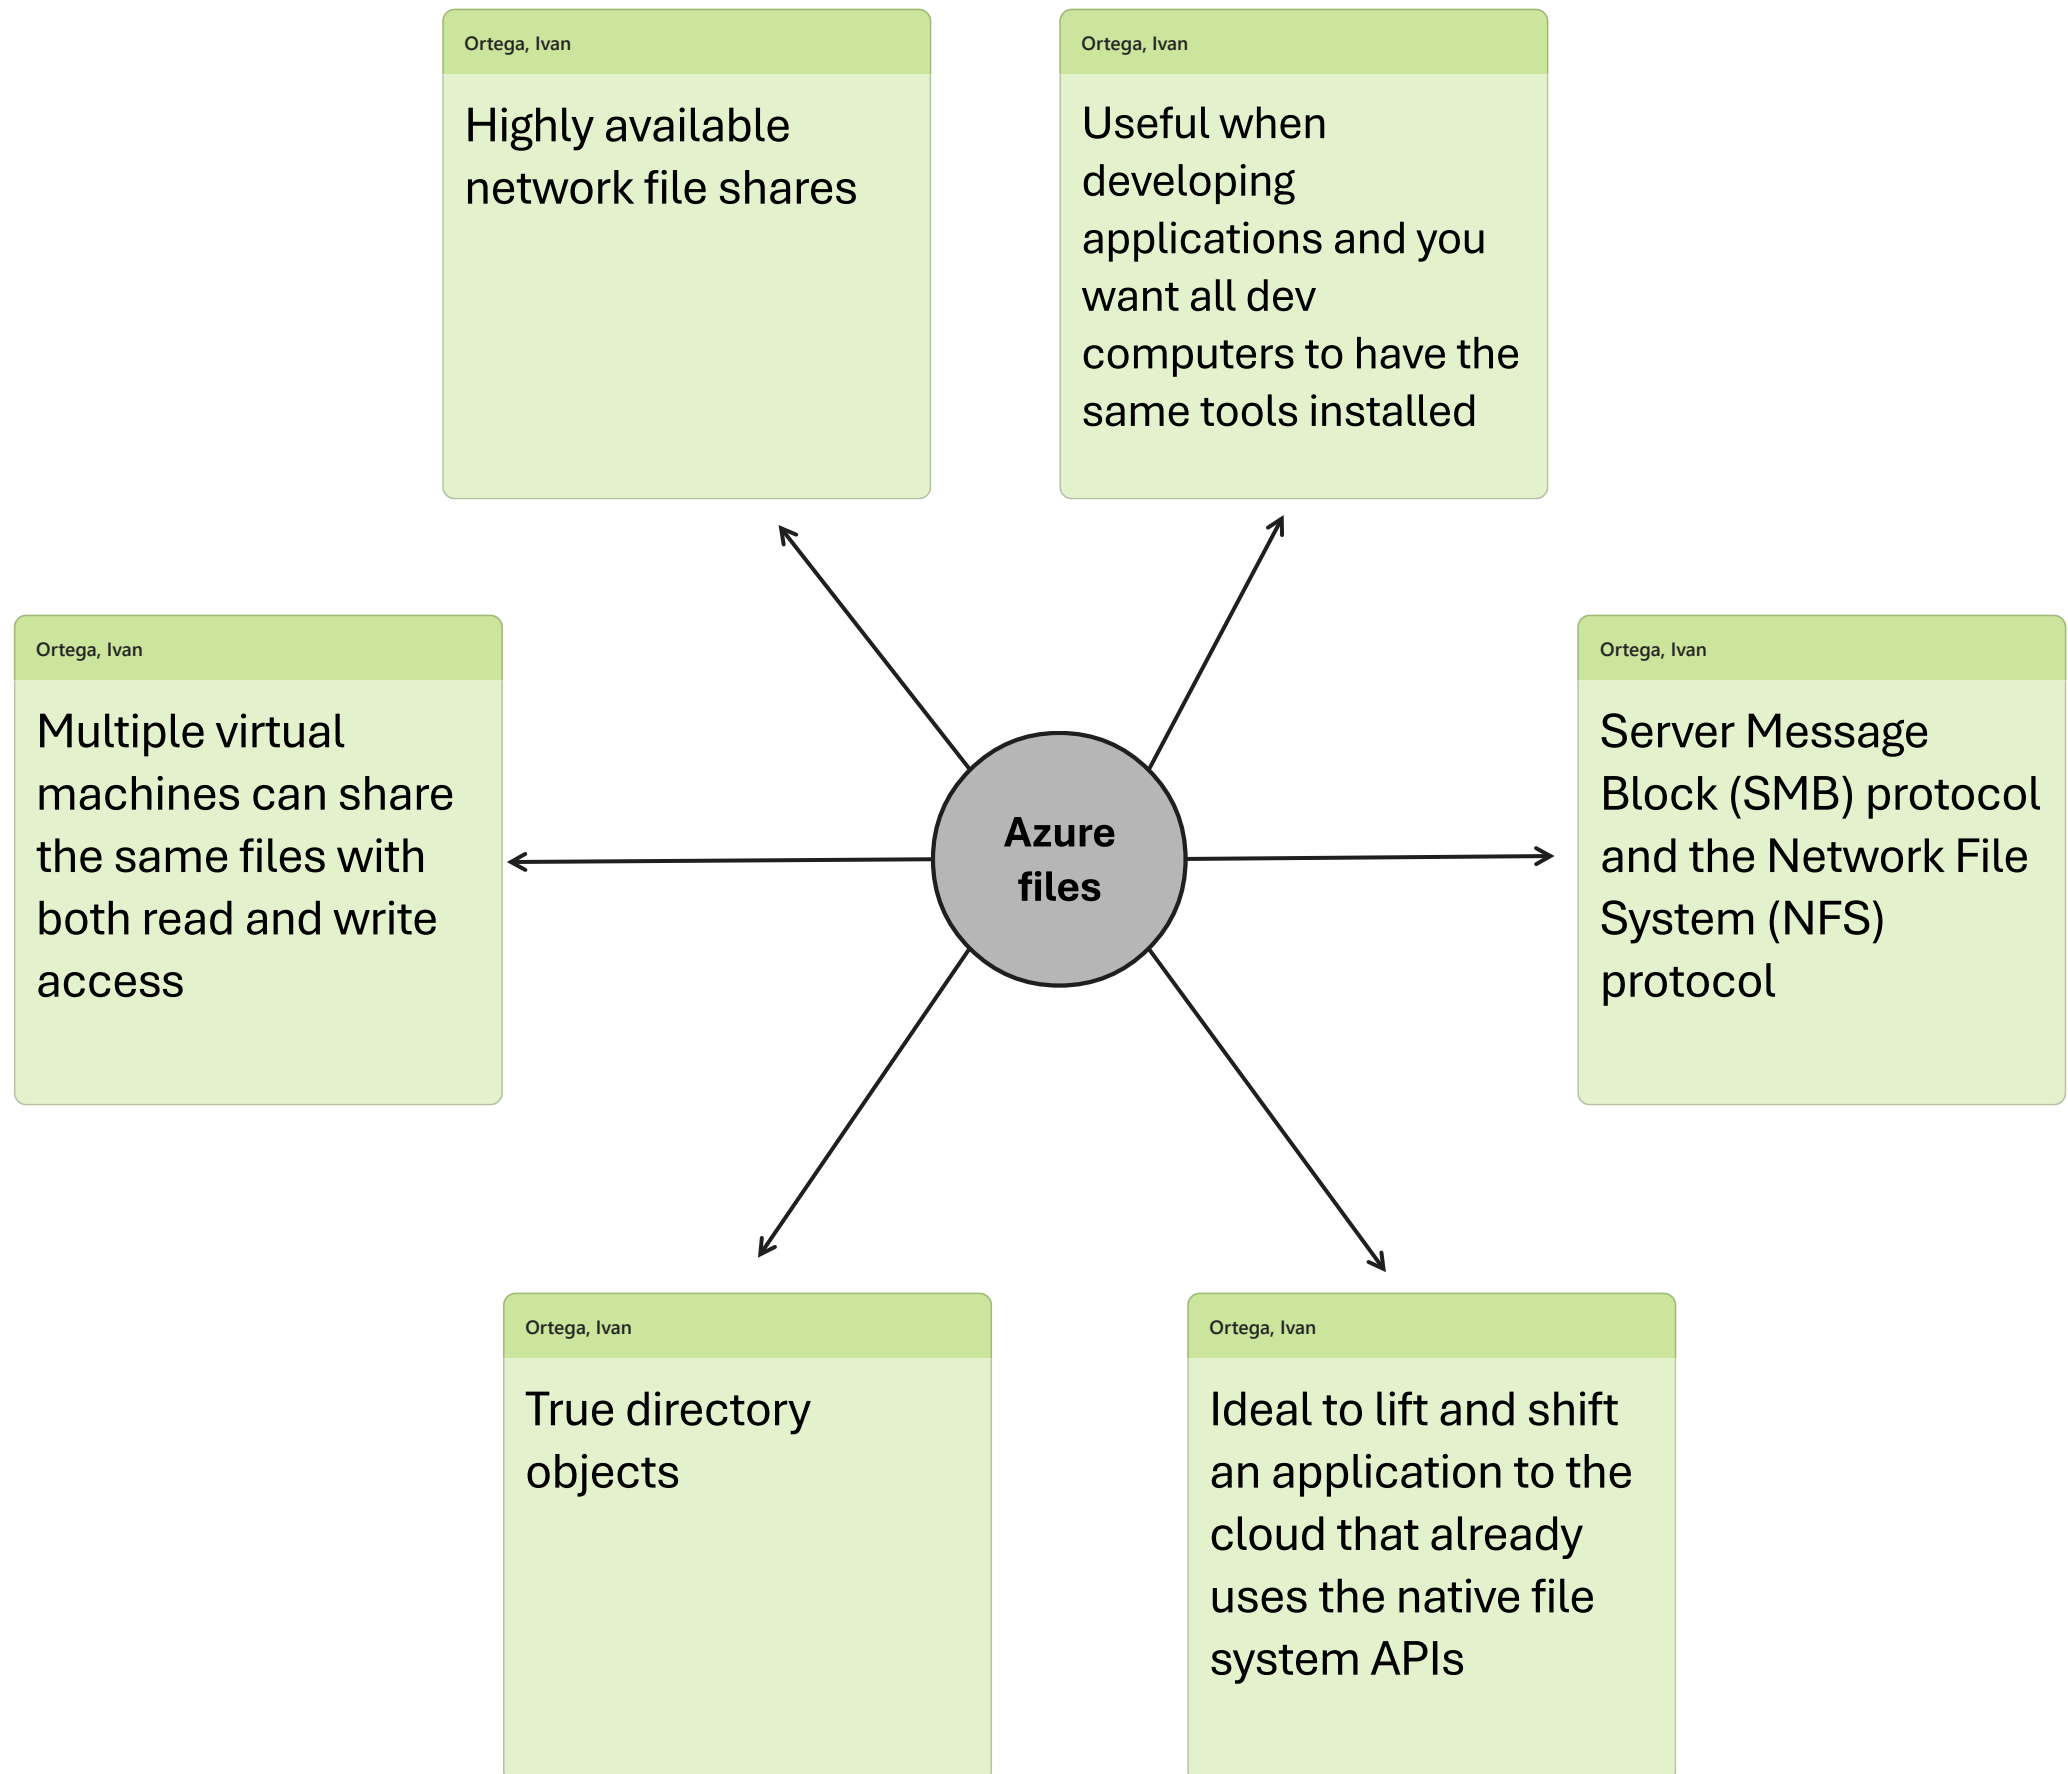 Ortega, Ivan
Highly available
network file shares
Ortega, Ivan
Useful when
developing
applications and you
want all dev
computers to have the
same tools installed
Ortega, Ivan
Multiple virtual
machines can share
the same files with
both read and write
access
Azure
files
Ortega, Ivan
Server Message
Block (SMB) protocol
and the Network File
System (NFS)
protocol
Ortega, Ivan
True directory
objects
Ortega, Ivan
Ideal to lift and shift
an application to the
cloud that already
uses the native file
system APIs